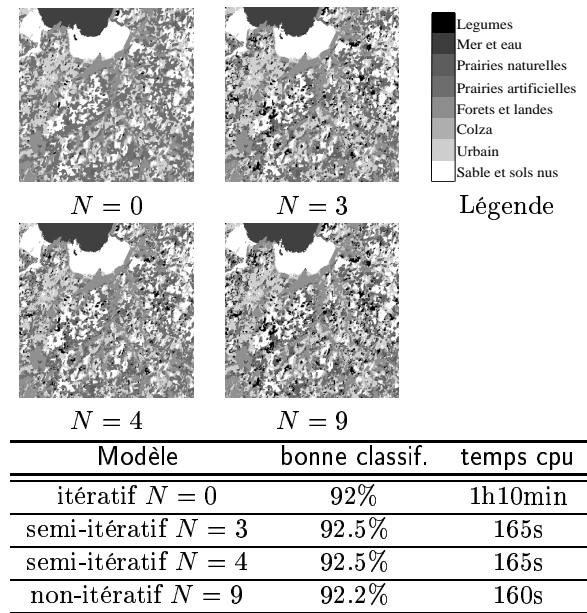 Legumes
Mer et eau
Prairies naturelles
Prairies artificielles
Forets et landes
Colza
Urbain
Sable et sols nus
N = 0 N = 3 Légende
N = 4 N = 9
Modèle bonne classif. temps cpu
itératif N = 0 92% 1h10min
semi-itératif N = 3 92.5% 165s
semi-itératif N = 4 92.5% 165s
non-itératif N = 9 92.2% 160s